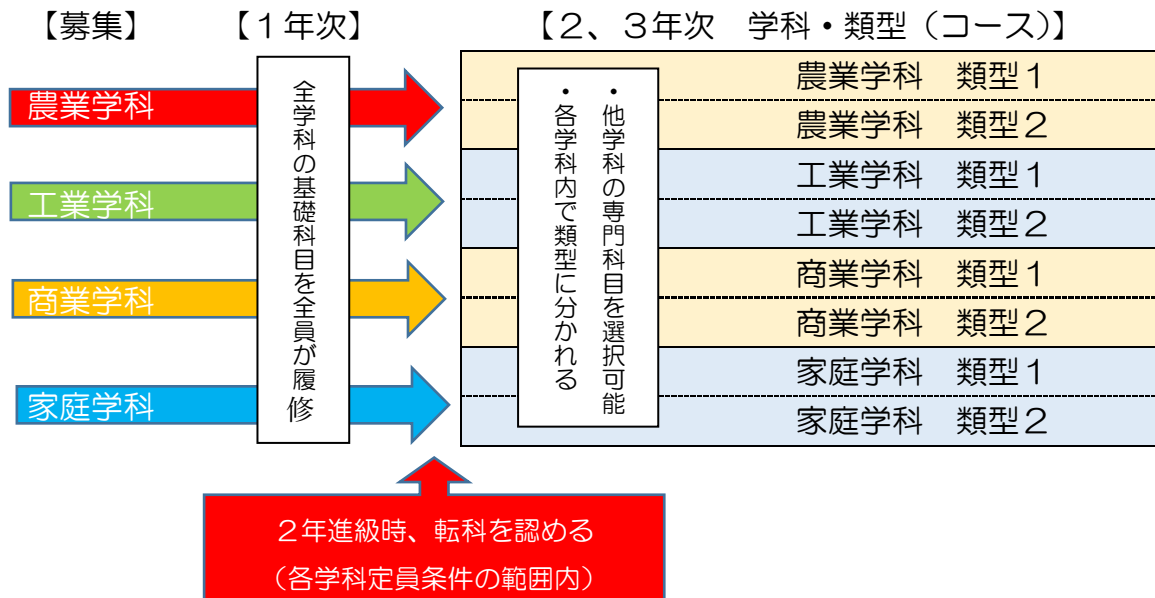 【募集】
【１年次】
【２、３年次　学科・類型（コース）】
農業学科
工業学科
商業学科
家庭学科
全学科の基礎科目を全員が履修
・他学科の専門科目を選択可能
・各学科内で類型に分かれる
農業学科　類型１
農業学科　類型２
工業学科　類型１
工業学科　類型２
商業学科　類型１
商業学科　類型２
家庭学科　類型１
家庭学科　類型２
２年進級時、転科を認める
（各学科定員条件の範囲内）